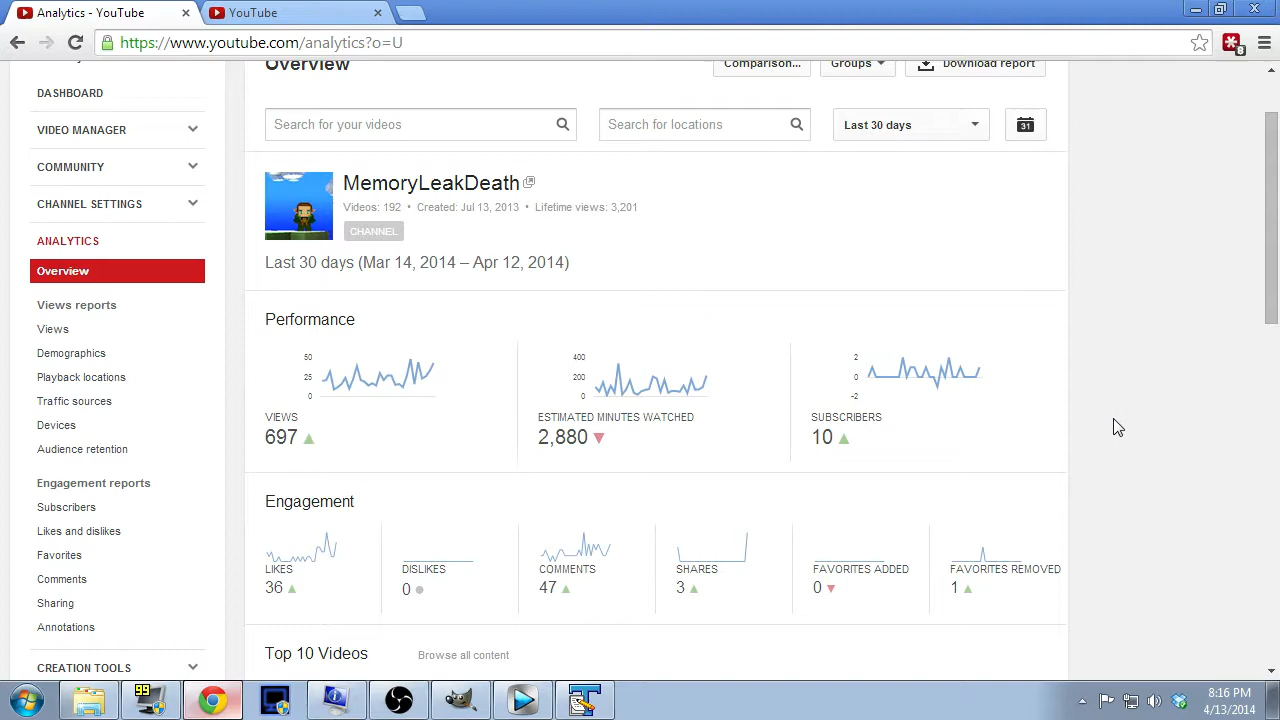 Analytics - YouTube
YouTube
https://www.youtube.com/analytics?o=U
8
Overview
Comparison...
Groups
Download report
DASHBOARD
VIDEO MANAGER
COMMUNITY
CHANNEL SETTINGS
ANALYTICS
Overview
Views reports
Views
Demographics
Playback locations
Traffic sources
Devices
Audience retention
Engagement reports
Subscribers
Likes and dislikes
Favorites
Comments
Sharing
Annotations
CREATION TOOLS
Search for your videos
Search for locations
Last 30 days
31
MemoryLeakDeath
Videos: 192 • Created: Jul 13, 2013 • Lifetime views: 3,201
CHANNEL
Last 30 days (Mar 14, 2014 – Apr 12, 2014)
Performance
50
25
0
VIEWS
697
400
200
0
ESTIMATED MINUTES WATCHED
2,880
2
0
-2
SUBSCRIBERS
10
Engagement
LIKES
36
DISLIKES
0
COMMENTS
47
SHARES
3
FAVORITES ADDED
0
FAVORITES REMOVED
1
Top 10 Videos
Browse all content
99
8:16 PM
4/13/2014